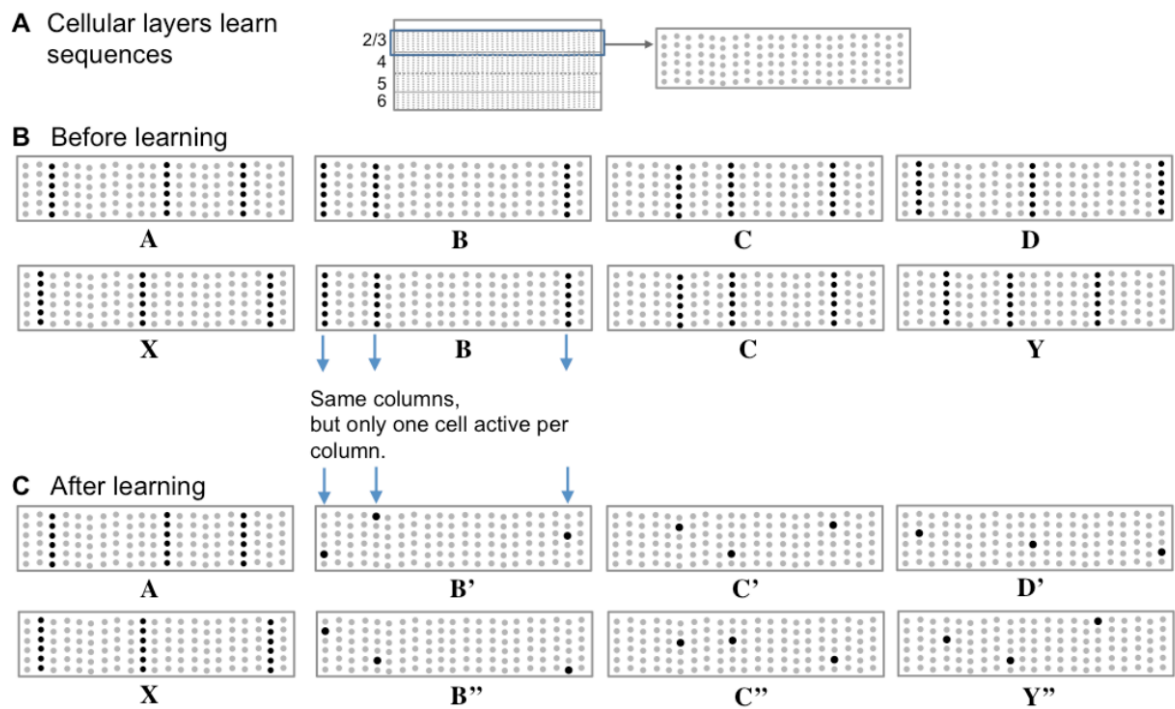 A Cellular layers learn
sequences
2/3
4
5
6
B Before learning
A B C D
X B C Y
Same columns,
but only one cell active per
column.
C After learning
A B’ C’ D’
X B” C” Y”